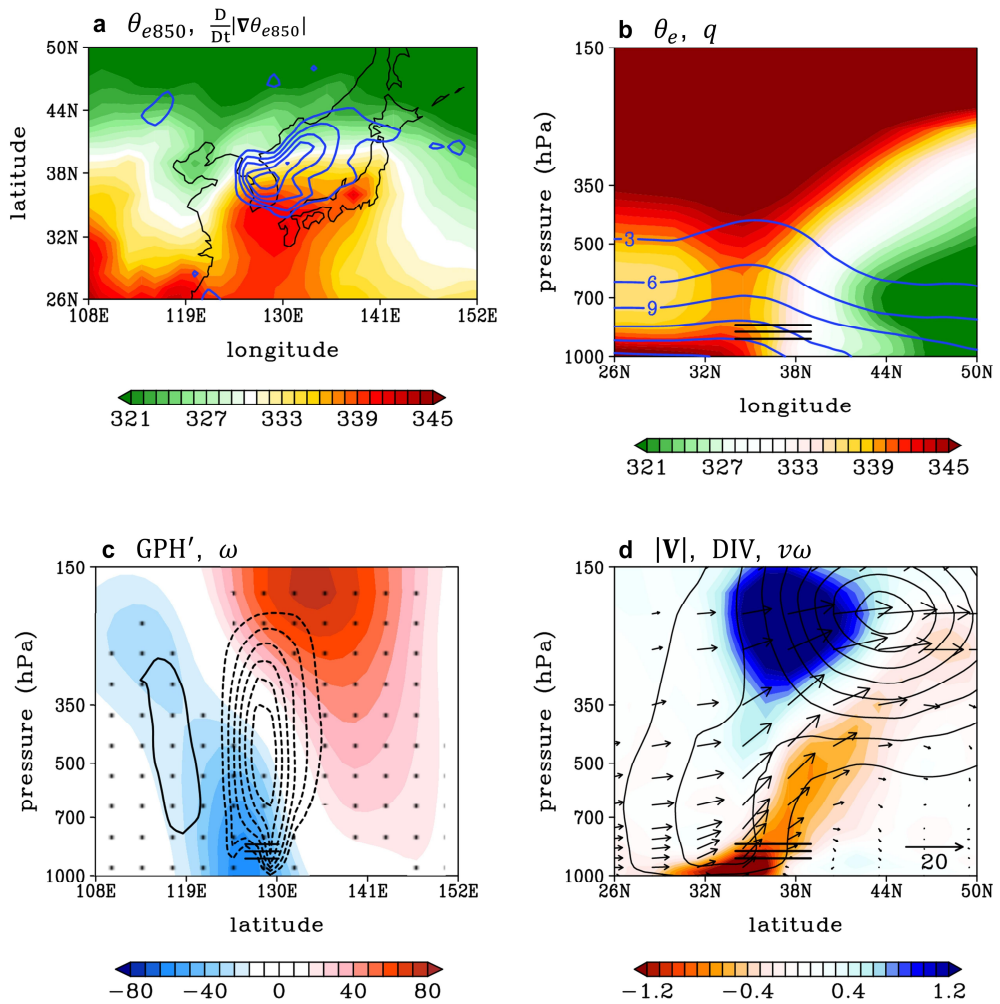 a θe850, D/Dt|∇θe850|
50N
44N
38N
32N
26N
latitude
108E 119E 130E 141E 152E
longitude
321 327 333 339 345
b θe, q
150
350
500
700
1000
pressure (hPa)
3
6
9
26N 32N 38N 44N 50N
longitude
321 327 333 339 345
c GPH′, ω
150
350
500
700
1000
pressure (hPa)
108E 119E 130E 141E 152E
latitude
−80 −40 0 40 80
d |V|, DIV, vω
150
350
500
700
1000
pressure (hPa)
20
26N 32N 38N 44N 50N
latitude
−1.2 −0.4 0.4 1.2